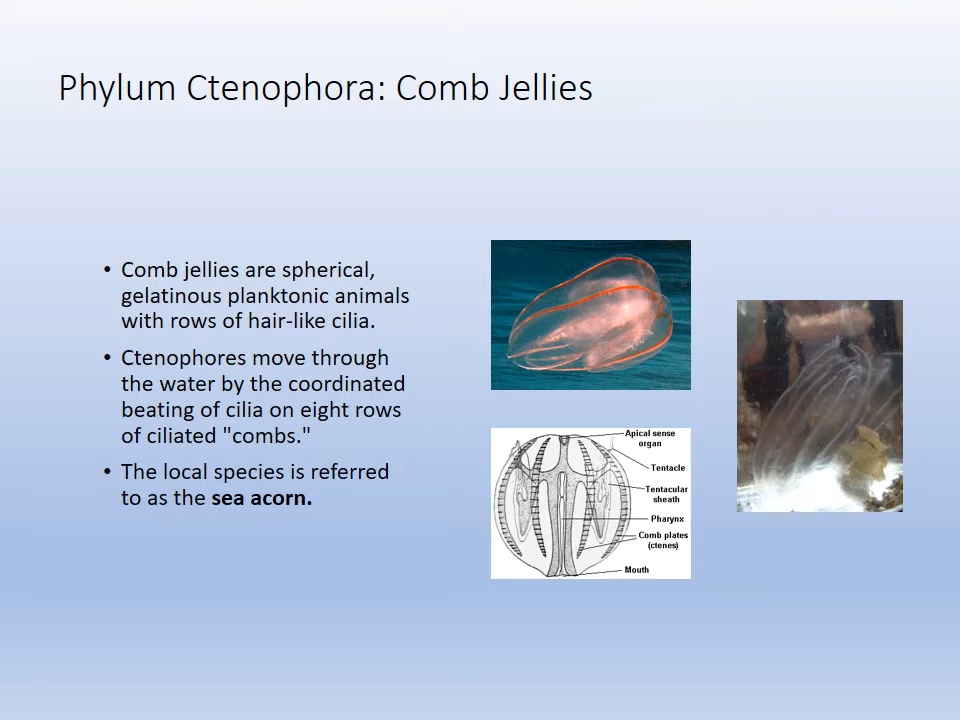 Phylum Ctenophora: Comb Jellies
• Comb jellies are spherical,
gelatinous planktonic animals
with rows of hair-like cilia.
• Ctenophores move through
the water by the coordinated
beating of cilia on eight rows
of ciliated "combs."
• The local species is referred
to as the sea acorn.
Apical sense
organ
Tentacle
Tentacular
sheath
Pharynx
Comb plates
(ctenes)
Mouth